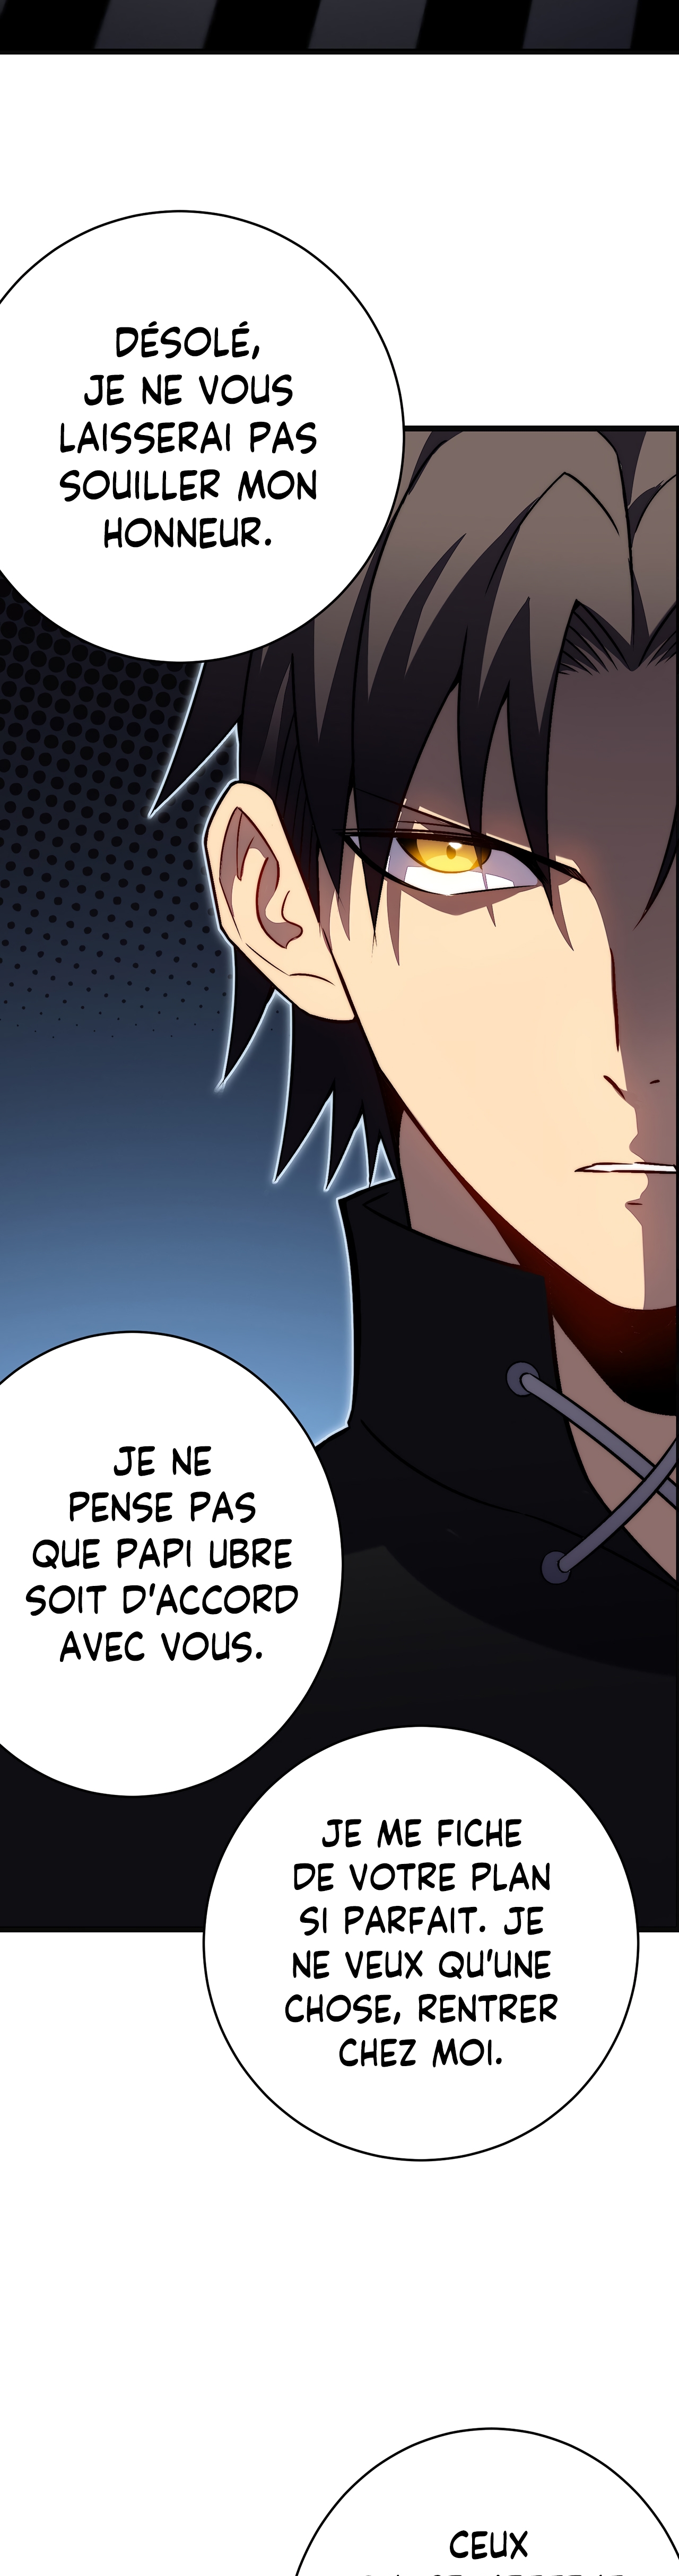 DÉSOLÉ,
JE NE VOUS
LAISSERAI PAS
SOUILLER MON
HONNEUR.
JE NE
PENSE PAS
QUE PAPI UBRE
SOIT D'ACCORD
AVEC VOUS.
JE ME FICHE
DE VOTRE PLAN
SI PARFAIT. JE
NE VEUX QU'UNE
CHOSE, RENTRER
CHEZ MOI.
CEUX